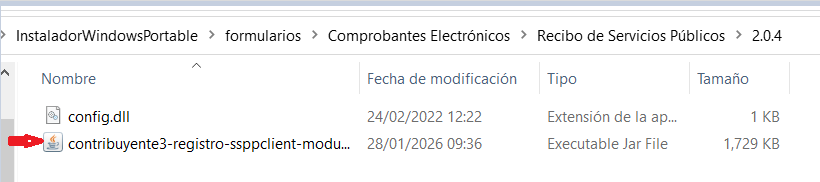 InstaladorWindowsPortable > formularios > Comprobantes Electrónicos > Recibo de Servicios Públicos > 2.0.4
Nombre Fecha de modificación Tipo Tamaño
config.dll 24/02/2022 12:22 Extensión de la ap... 1 KB
contribuyente3-registro-ssppclient-modu... 28/01/2026 09:36 Executable Jar File 1,729 KB